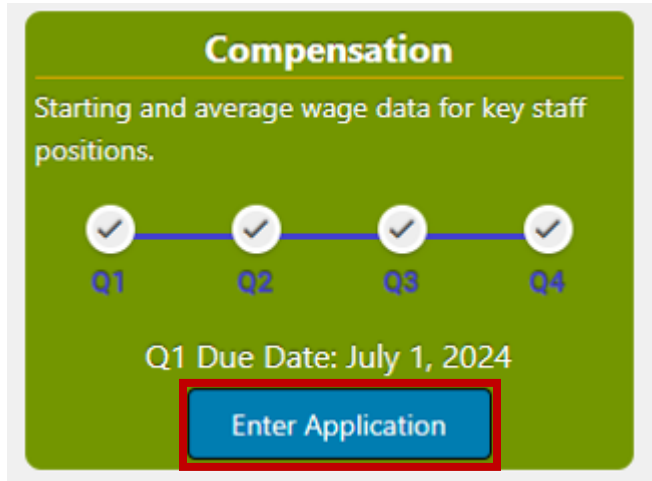 Compensation
Starting and average wage data for key staff
positions.
Q1 Q2 Q3 Q4
Q1 Due Date: July 1, 2024
Enter Application